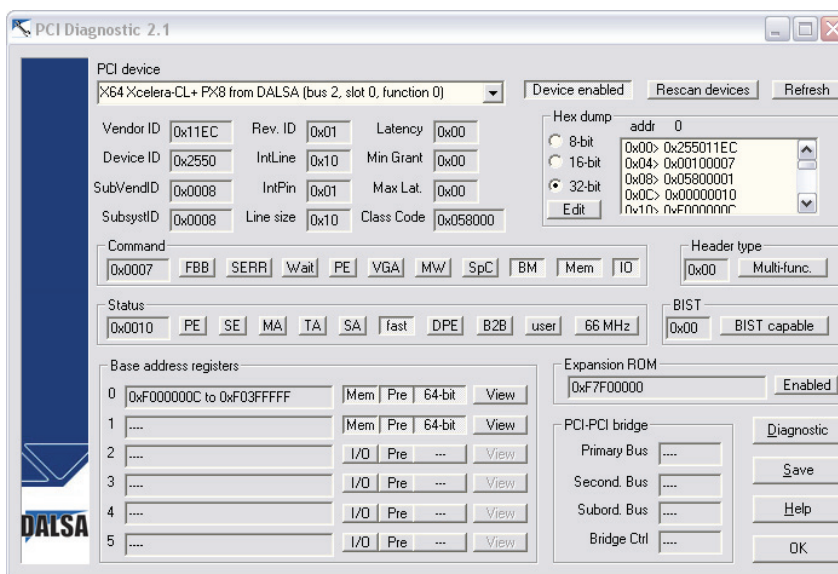 PCI Diagnostic 2.1
PCI device
X64 Xcelera-CL+ PX8 from DALSA (bus 2, slot 0, function 0)
Device enabled Rescan devices Refresh
Vendor ID 0x11EC Rev. ID 0x01 Latency 0x00
Device ID 0x2550 IntLine 0x10 Min Grant 0x00
SubVendID 0x0008 IntPin 0x01 Max Lat. 0x00
SubsystID 0x0008 Line size 0x10 Class Code 0x058000
Hex dump
addr 0
8-bit
16-bit
32-bit
Edit
0x00> 0x255011EC
0x04> 0x00100007
0x08> 0x05800001
0x0C> 0x00000010
0x10> 0xF000000C
Command
0x0007 FBB SERR Wait PE VGA MW SpC BM Mem IO
Header type
0x00 Multi-func.
Status
0x0010 PE SE MA TA SA fast DPE B2B user 66 MHz
BIST
0x00 BIST capable
Base address registers
0 0xF000000C to 0xF03FFFFF Mem Pre 64-bit View
1 ---- Mem Pre 64-bit View
2 ---- I/O Pre --- View
3 ---- I/O Pre --- View
4 ---- I/O Pre --- View
5 ---- I/O Pre --- View
Expansion ROM
0xF7F00000 Enabled
PCI-PCI bridge
Primary Bus ----
Second. Bus ----
Subord. Bus ----
Bridge Ctrl ----
Diagnostic
Save
Help
OK
DALSA